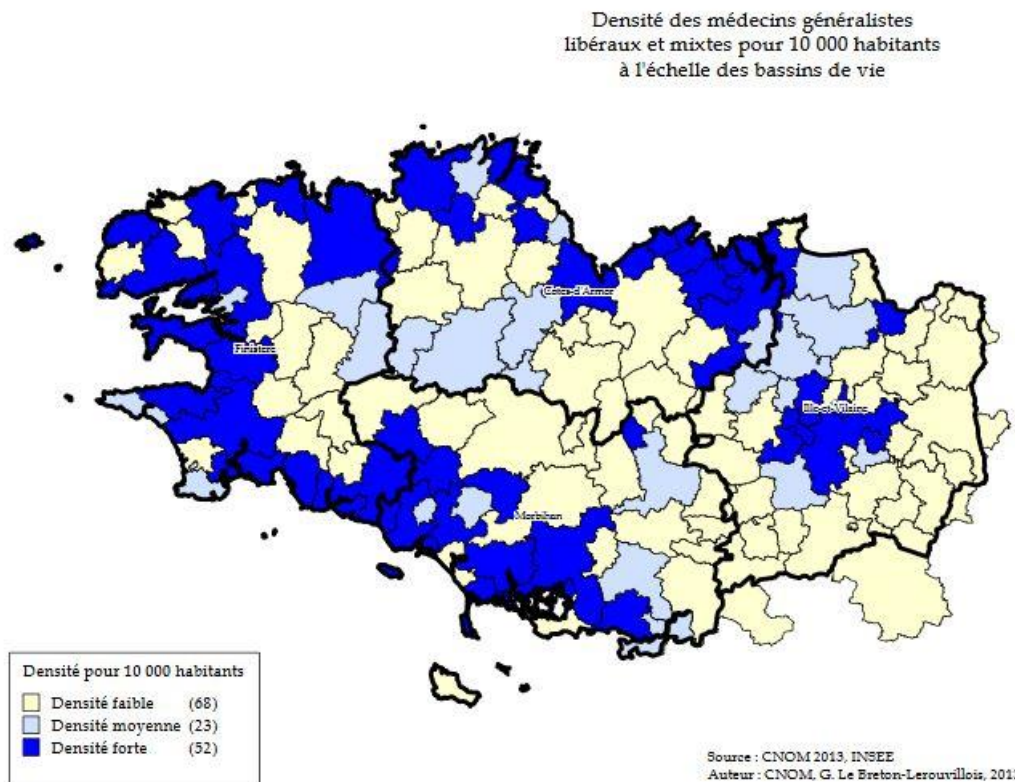 Densité des médecins généralistes
libéraux et mixtes pour 10 000 habitants
à l'échelle des bassins de vie
Côtes-d'Armor
Finistère
Ille-et-Vilaine
Morbihan
Densité pour 10 000 habitants
Densité faible (68)
Densité moyenne (23)
Densité forte (52)
Source : CNOM 2013, INSEE
Auteur : CNOM, G. Le Breton-Lerouvillois,